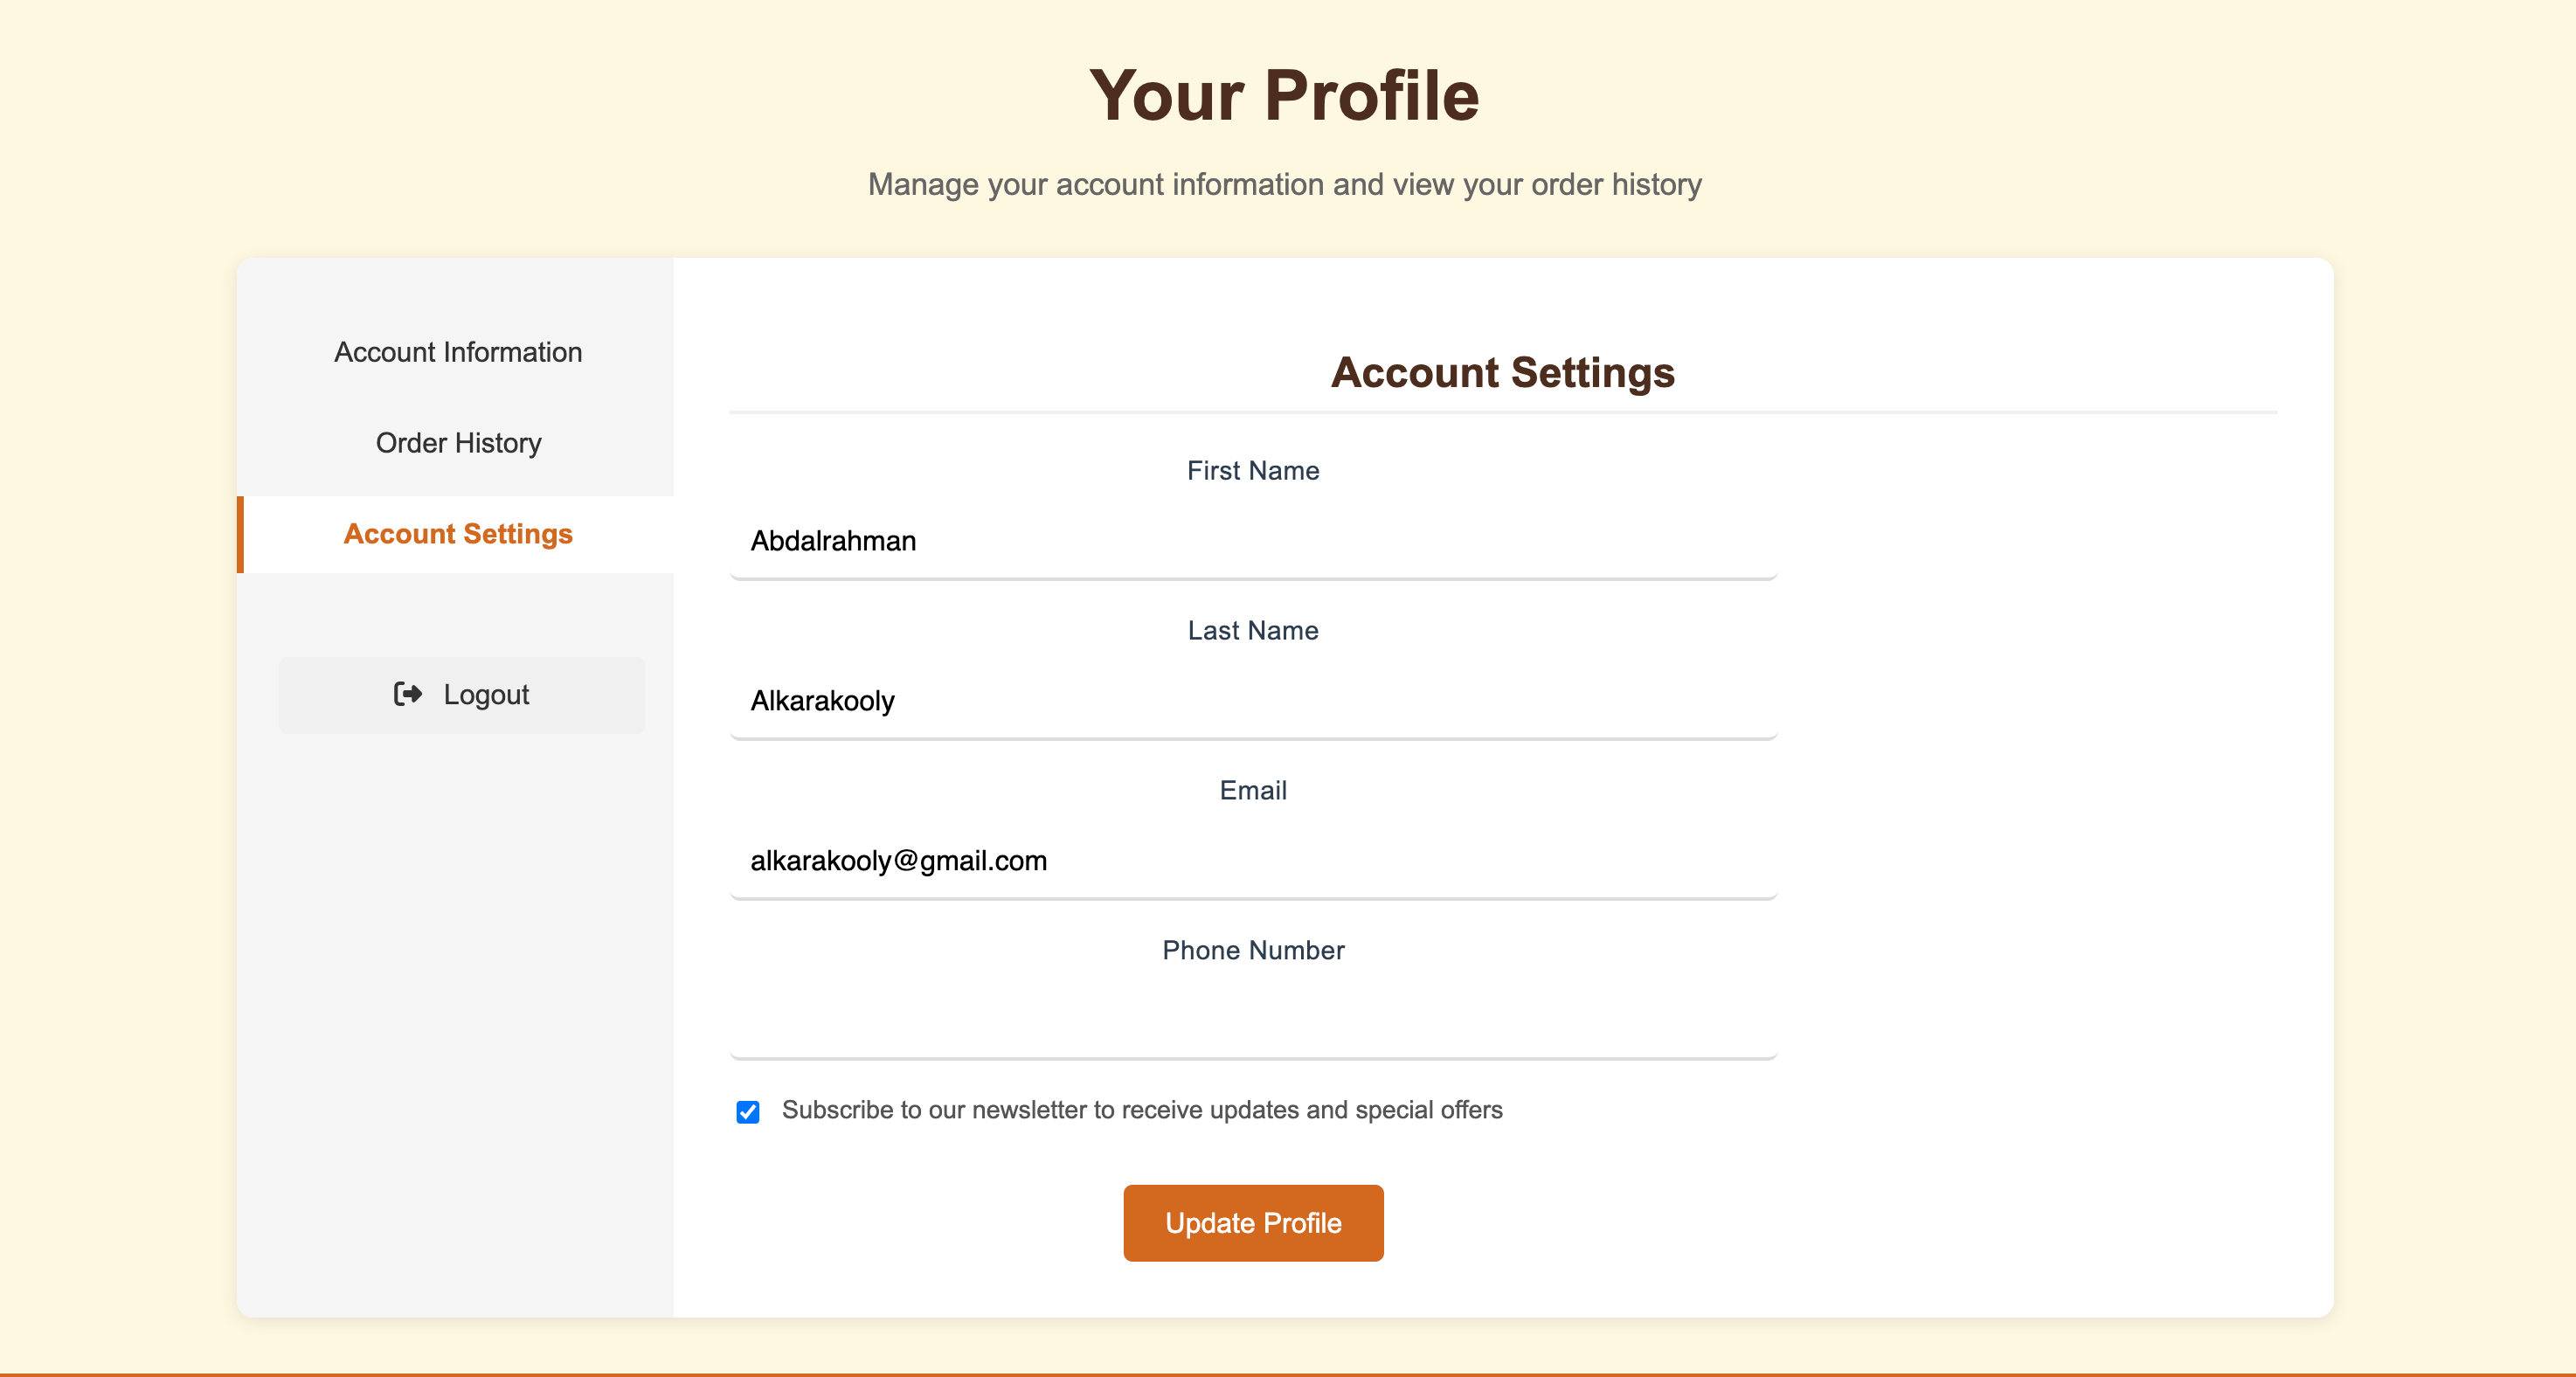 Your Profile
Manage your account information and view your order history
Account Information
Order History
Account Settings
Logout
Account Settings
First Name
Abdalrahman
Last Name
Alkarakooly
Email
alkarakooly@gmail.com
Phone Number
Subscribe to our newsletter to receive updates and special offers
Update Profile